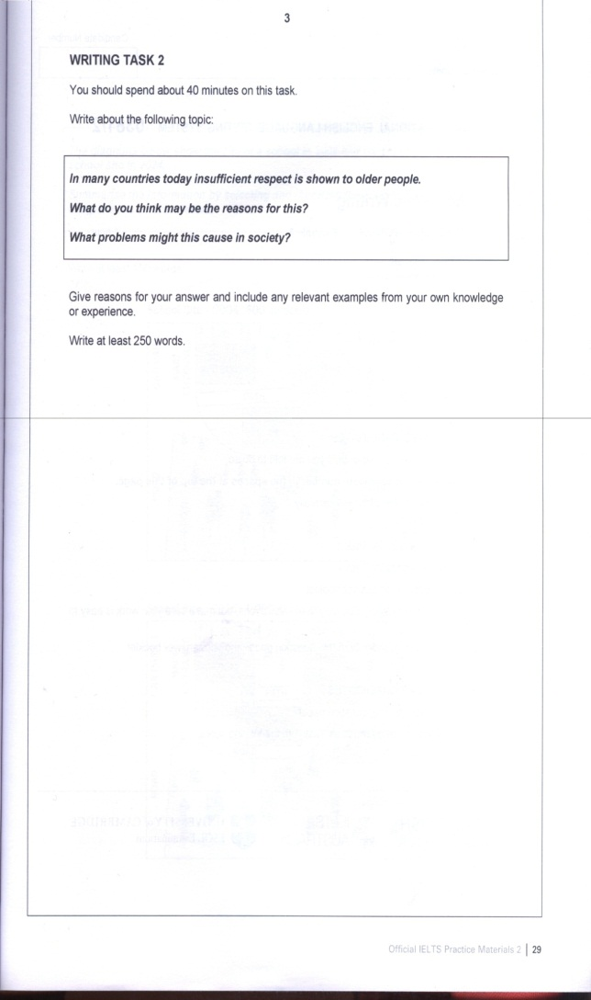 3
WRITING TASK 2
You should spend about 40 minutes on this task.
Write about the following topic:
In many countries today insufficient respect is shown to older people.
What do you think may be the reasons for this?
What problems might this cause in society?
Give reasons for your answer and include any relevant examples from your own knowledge
or experience.
Write at least 250 words.
Official IELTS Practice Materials 2 | 29